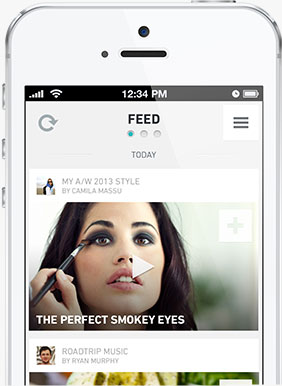 12:34 PM
FEED
TODAY
MY A/W 2013 STYLE
BY CAMILA MASSU
THE PERFECT SMOKEY EYES
ROADTRIP MUSIC
BY RYAN MURPHY